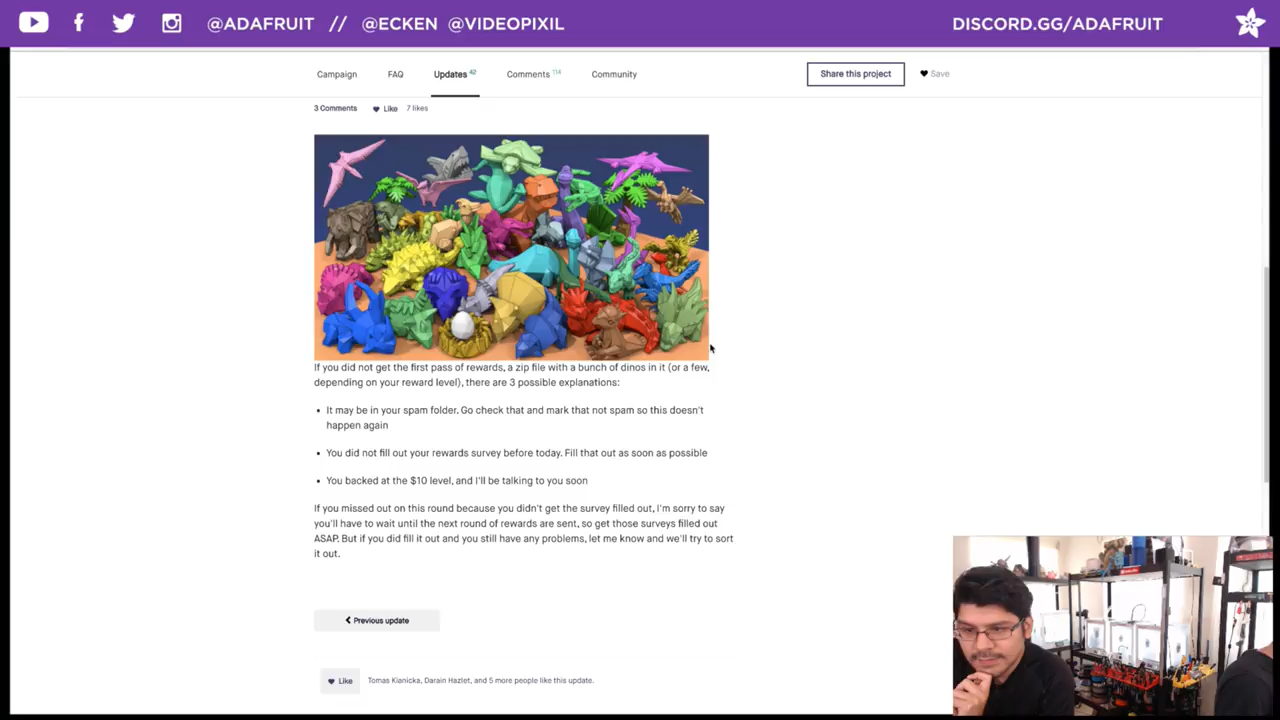 @ADAFRUIT // @ECKEN @VIDEOPIXIL DISCORD.GG/ADAFRUIT
Campaign FAQ Updates 42 Comments 114 Community Share this project Save
3 Comments Like 7 likes
If you did not get the first pass of rewards, a zip file with a bunch of dinos in it (or a few,
depending on your reward level), there are 3 possible explanations:
• It may be in your spam folder. Go check that and mark that not spam so this doesn't
happen again
• You did not fill out your rewards survey before today. Fill that out as soon as possible
• You backed at the $10 level, and I'll be talking to you soon
If you missed out on this round because you didn't get the survey filled out, I'm sorry to say
you'll have to wait until the next round of rewards are sent, so get those surveys filled out
ASAP. But if you did fill it out and you still have any problems, let me know and we'll try to sort
it out.
Previous update
Like Tomas Kianicka, Darain Hazlet, and 5 more people like this update.